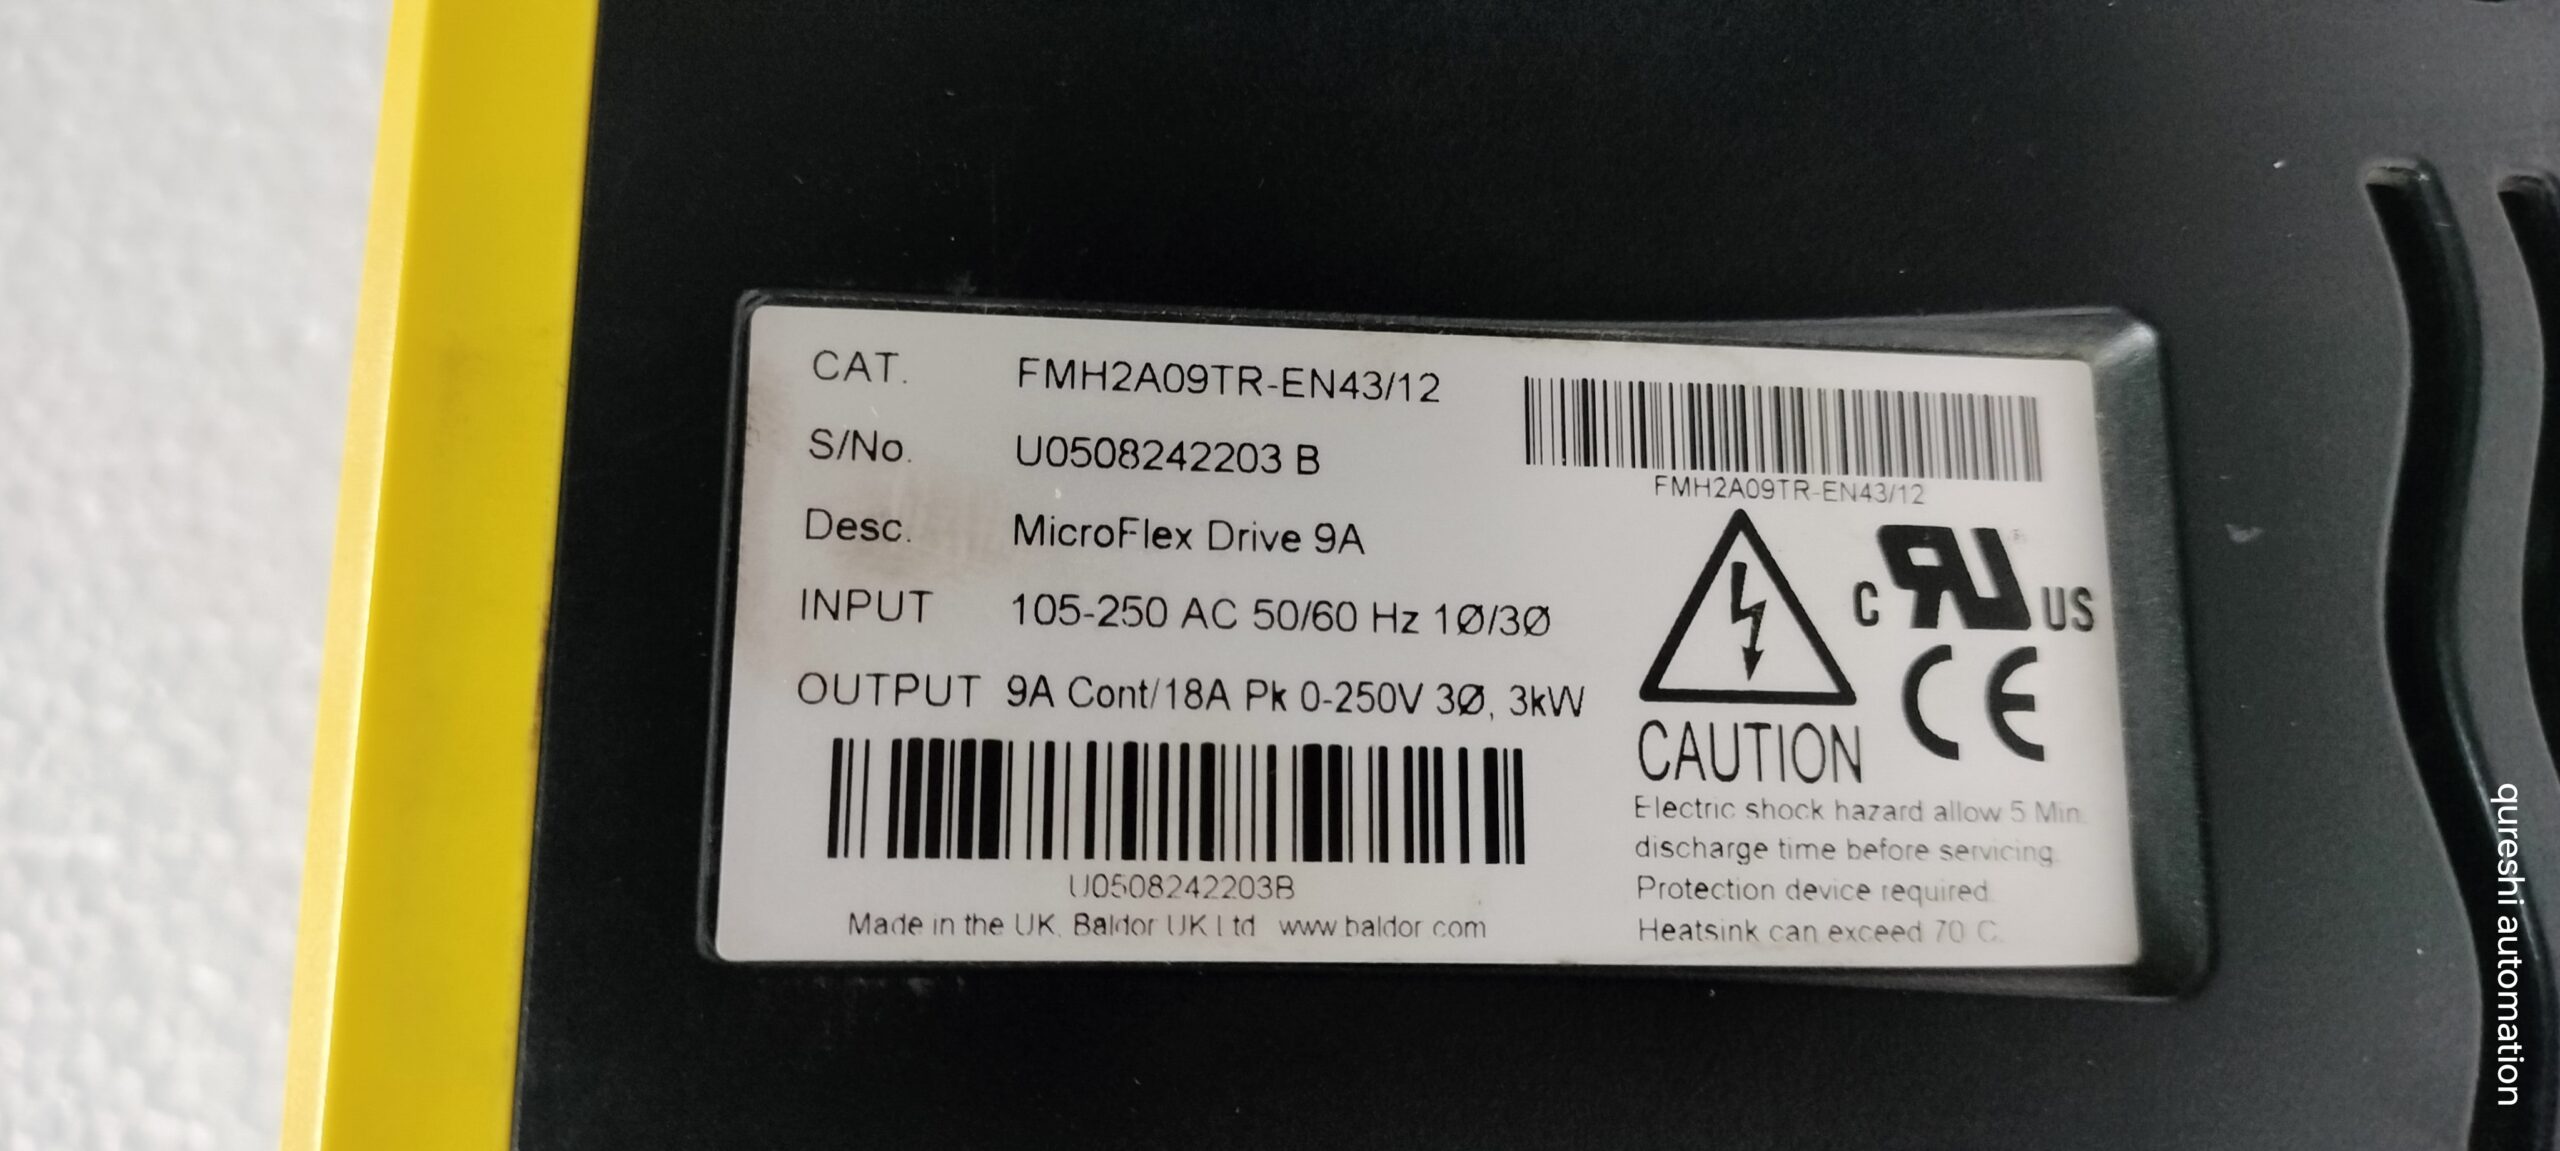 CAT. FMH2A09TR-EN43/12
S/No. U0508242203 B
Desc. MicroFlex Drive 9A
INPUT 105-250 AC 50/60 Hz 1Ø/3Ø
OUTPUT 9A Cont/18A Pk 0-250V 3Ø, 3kW
U0508242203B
Made in the UK. Baldor UK Ltd www.baldor.com
FMH2A09TR-EN43/12
c RU ® US
CE
CAUTION
Electric shock hazard allow 5 Min.
discharge time before servicing.
Protection device required.
Heatsink can exceed 70 C.
qureshi automation